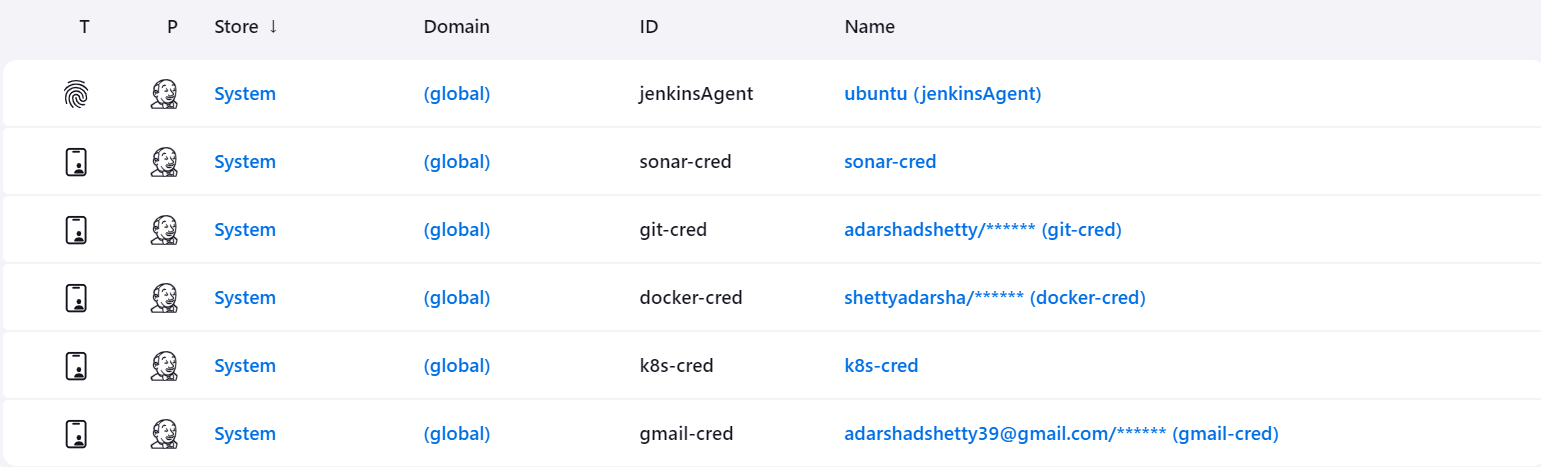 T P Store ↓ Domain ID Name
System (global) jenkinsAgent ubuntu (jenkinsAgent)
System (global) sonar-cred sonar-cred
System (global) git-cred adarshadshetty/****** (git-cred)
System (global) docker-cred shettyadarsha/****** (docker-cred)
System (global) k8s-cred k8s-cred
System (global) gmail-cred adarshadshetty39@gmail.com/****** (gmail-cred)